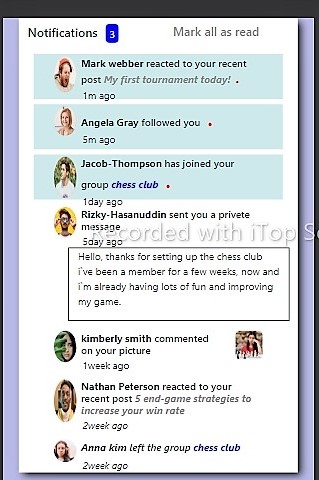 Notifications 3 Mark all as read
Mark webber reacted to your recent
post My first tournament today!
1m ago
Angela Gray followed you
5m ago
Jacob-Thompson has joined your
group chess club
1day ago
Rizky-Hasanuddin sent you a privete
message
Recorded with iTop Sc
5day ago
Hello, thanks for setting up the chess club
i`ve been a member for a few weeks, now and
i`m already having lots of fun and improving
my game.
kimberly smith commented
on your picture
1week ago
Nathan Peterson reacted to your
recent post 5 end-game strategies to
increase your win rate
2week ago
Anna kim left the group chess club
2week ago